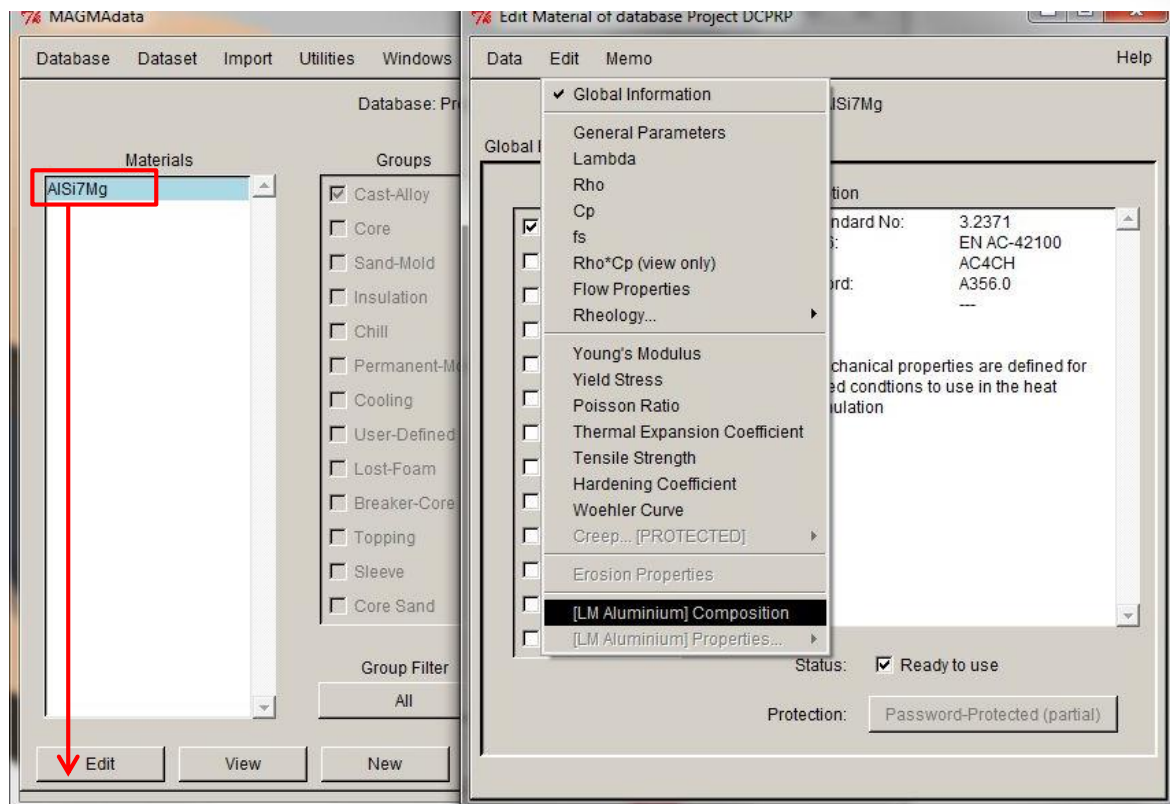 MAGMAdata
Database Dataset Import Utilities Windows
Database: Pr
Materials
AlSi7Mg
Groups
Cast-Alloy
Core
Sand-Mold
Insulation
Chill
Permanent-Mo
Cooling
User-Defined
Lost-Foam
Breaker-Core
Topping
Sleeve
Core Sand
Group Filter
All
Edit View New
Edit Material of database Project DCPRP
Data Edit Memo Help
lSi7Mg
Global I
Global Information
General Parameters
Lambda
Rho
Cp
fs
Rho*Cp (view only)
Flow Properties
Rheology...
Young's Modulus
Yield Stress
Poisson Ratio
Thermal Expansion Coefficient
Tensile Strength
Hardening Coefficient
Woehler Curve
Creep... [PROTECTED]
Erosion Properties
[LM Aluminium] Composition
[LM Aluminium] Properties...
tion
ndard No: 3.2371
EN AC-42100
AC4CH
ord: A356.0
---
chanical properties are defined for
ed condtions to use in the heat
ulation
Status: Ready to use
Protection: Password-Protected (partial)